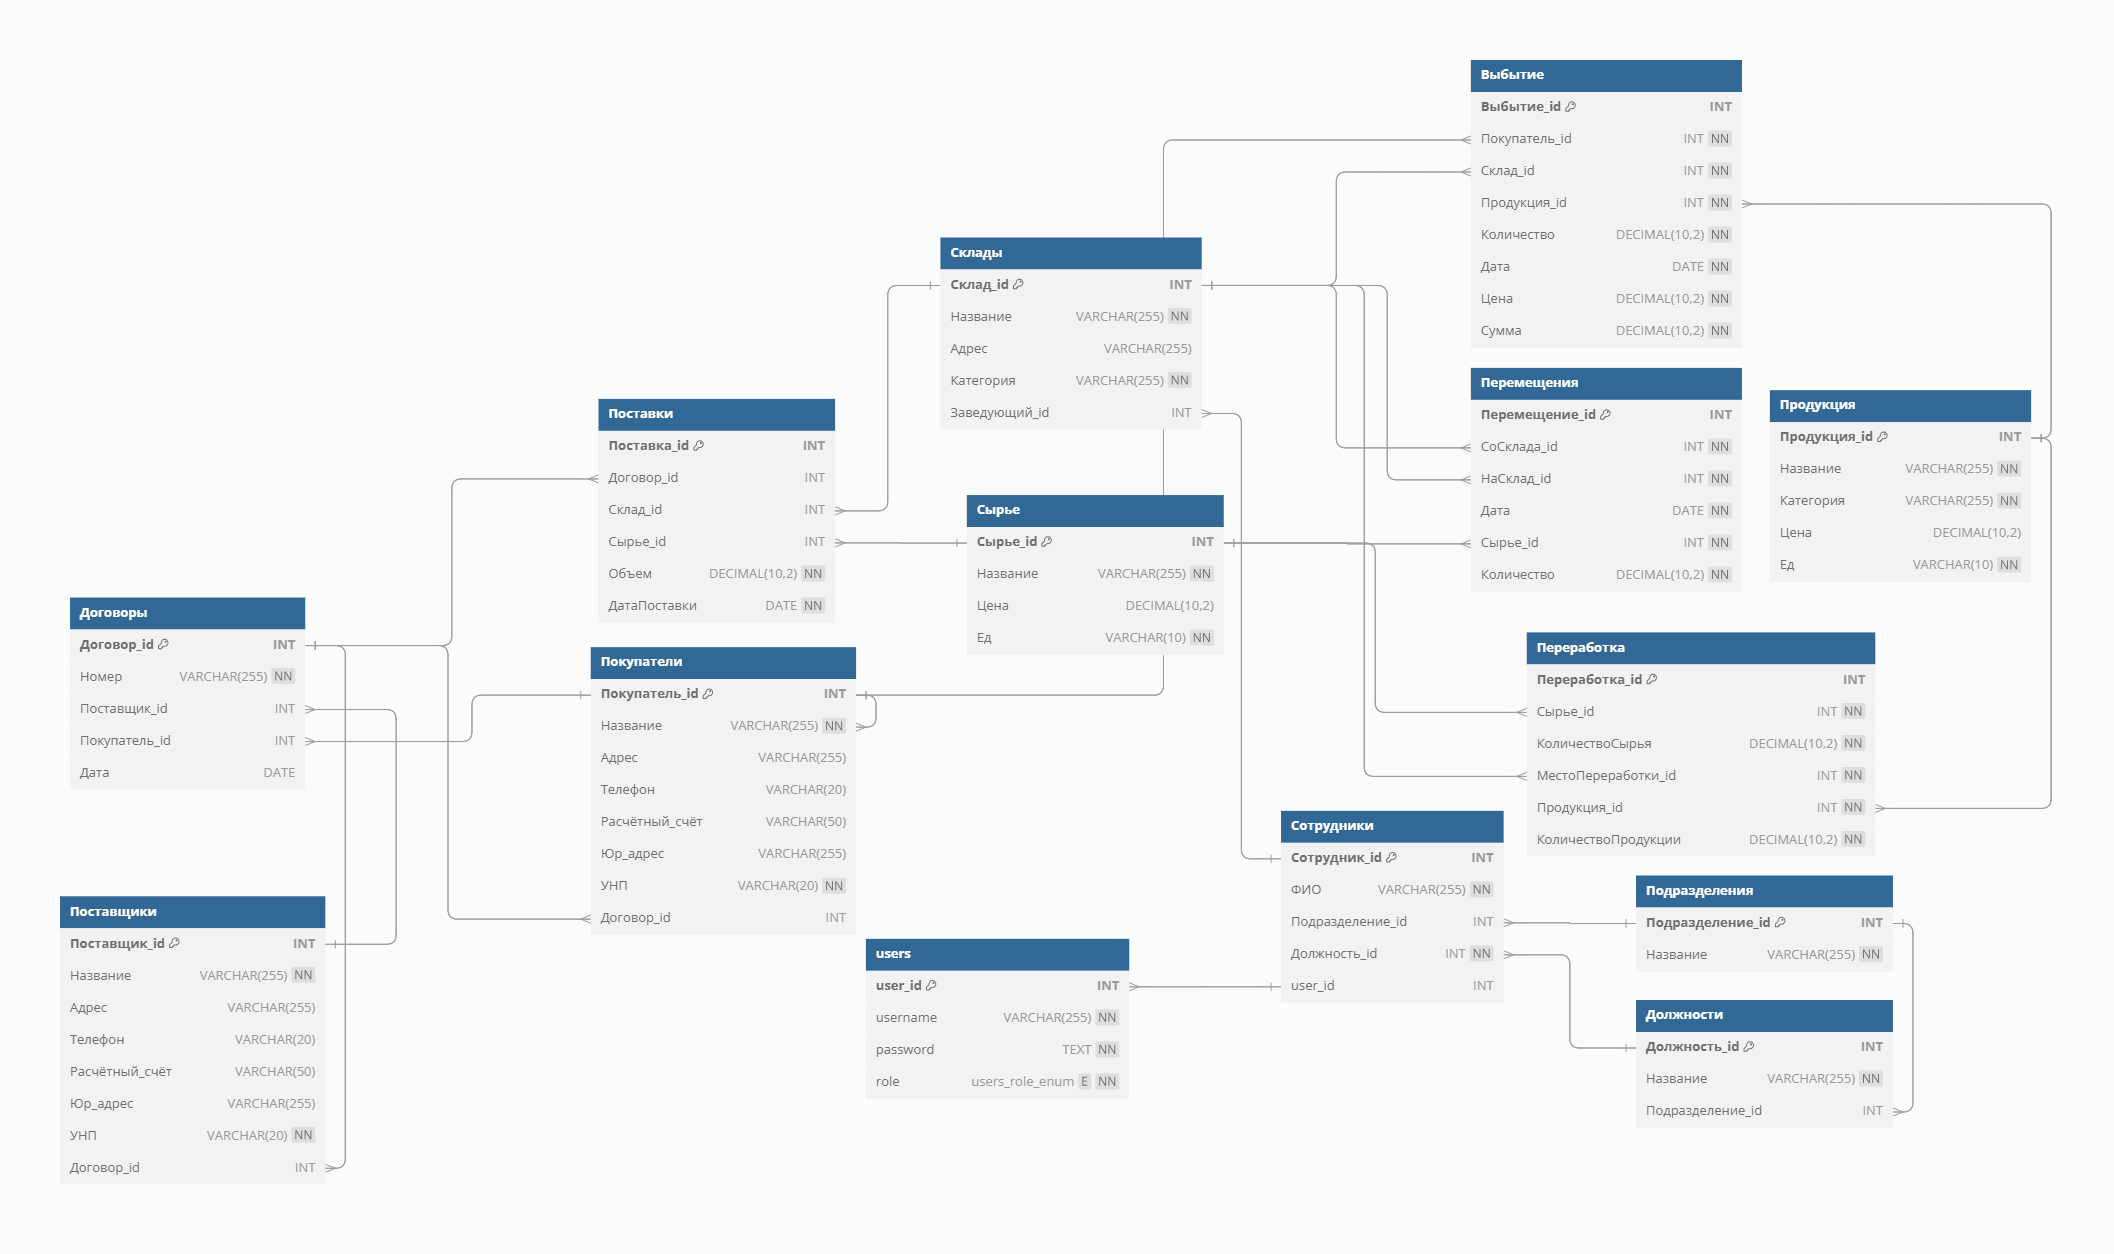 Выбытие
Выбытие_id INT
Покупатель_id INT NN
Склад_id INT NN
Продукция_id INT NN
Количество DECIMAL(10,2) NN
Дата DATE NN
Цена DECIMAL(10,2) NN
Сумма DECIMAL(10,2) NN
Склады
Склад_id INT
Название VARCHAR(255) NN
Адрес VARCHAR(255)
Категория VARCHAR(255) NN
Заведующий_id INT
Перемещения
Перемещение_id INT
СоСклада_id INT NN
НаСклад_id INT NN
Дата DATE NN
Сырье_id INT NN
Количество DECIMAL(10,2) NN
Продукция
Продукция_id INT
Название VARCHAR(255) NN
Категория VARCHAR(255) NN
Цена DECIMAL(10,2)
Ед VARCHAR(10) NN
Поставки
Поставка_id INT
Договор_id INT
Склад_id INT
Сырье_id INT
Объем DECIMAL(10,2) NN
ДатаПоставки DATE NN
Сырье
Сырье_id INT
Название VARCHAR(255) NN
Цена DECIMAL(10,2)
Ед VARCHAR(10) NN
Договоры
Договор_id INT
Номер VARCHAR(255) NN
Поставщик_id INT
Покупатель_id INT
Дата DATE
Покупатели
Покупатель_id INT
Название VARCHAR(255) NN
Адрес VARCHAR(255)
Телефон VARCHAR(20)
Расчётный_счёт VARCHAR(50)
Юр_адрес VARCHAR(255)
УНП VARCHAR(20) NN
Договор_id INT
Переработка
Переработка_id INT
Сырье_id INT NN
КоличествоСырья DECIMAL(10,2) NN
МестоПереработки_id INT NN
Продукция_id INT NN
КоличествоПродукции DECIMAL(10,2) NN
Сотрудники
Сотрудник_id INT
ФИО VARCHAR(255) NN
Подразделение_id INT
Должность_id INT NN
user_id INT
Подразделения
Подразделение_id INT
Название VARCHAR(255) NN
Поставщики
Поставщик_id INT
Название VARCHAR(255) NN
Адрес VARCHAR(255)
Телефон VARCHAR(20)
Расчётный_счёт VARCHAR(50)
Юр_адрес VARCHAR(255)
УНП VARCHAR(20) NN
Договор_id INT
users
user_id INT
username VARCHAR(255) NN
password TEXT NN
role users_role_enum E NN
Должности
Должность_id INT
Название VARCHAR(255) NN
Подразделение_id INT